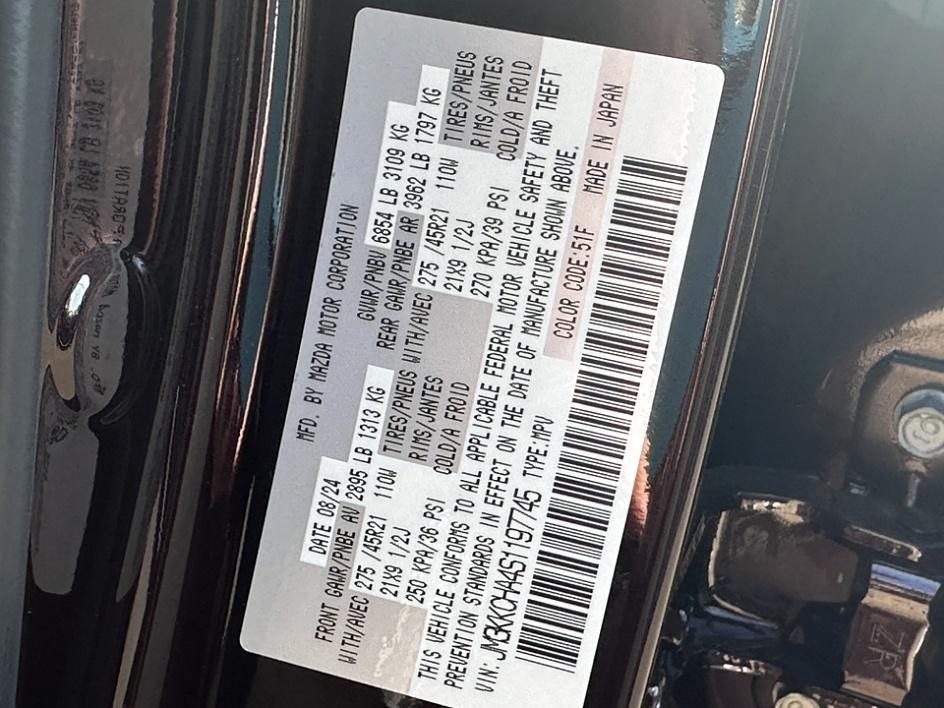 MFD. BY MAZDA MOTOR CORPORATION
DATE 08/24 GVWR/PNBV 6854 LB 3109 KG
FRONT GAWR/PNBE AV 2895 LB 1313 KG REAR GAWR/PNBE AR 3962 LB 1797 KG
WITH/AVEC 275 /45R21 110W TIRES/PNEUS WITH/AVEC 275 /45R21 110W TIRES/PNEUS
21X9 1/2J RIMS/JANTES 21X9 1/2J RIMS/JANTES
250 KPA/36 PSI COLD/A FROID 270 KPA/39 PSI COLD/A FROID
THIS VEHICLE CONFORMS TO ALL APPLICABLE FEDERAL MOTOR VEHICLE SAFETY AND THEFT
PREVENTION STANDARDS IN EFFECT ON THE DATE OF MANUFACTURE SHOWN ABOVE.
VIN: JM3KKCHA4S1197745 TYPE:MPV COLOR CODE:51F MADE IN JAPAN